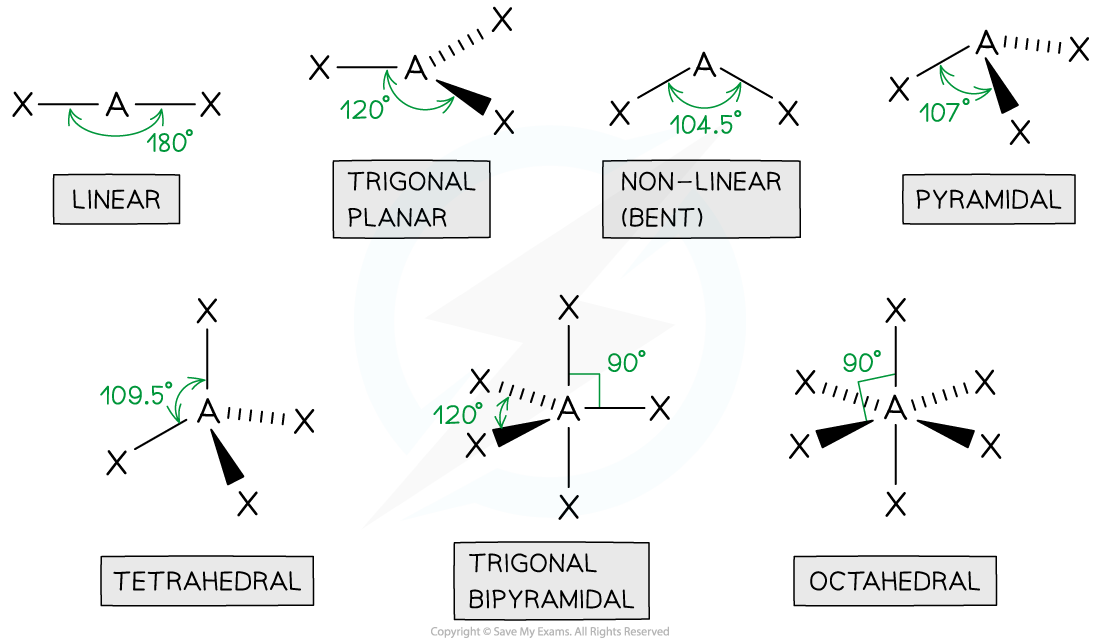 X A X
180°
LINEAR
X A X
X
120°
TRIGONAL
PLANAR
A
X X
104.5°
NON-LINEAR
(BENT)
A X
X
X
107°
PYRAMIDAL
X
109.5°
A X
X
X
TETRAHEDRAL
X
90°
X
A X
120°
X
X
TRIGONAL
BIPYRAMIDAL
X
90°
X X
A
X X
X
OCTAHEDRAL
Copyright © Save My Exams. All Rights Reserved